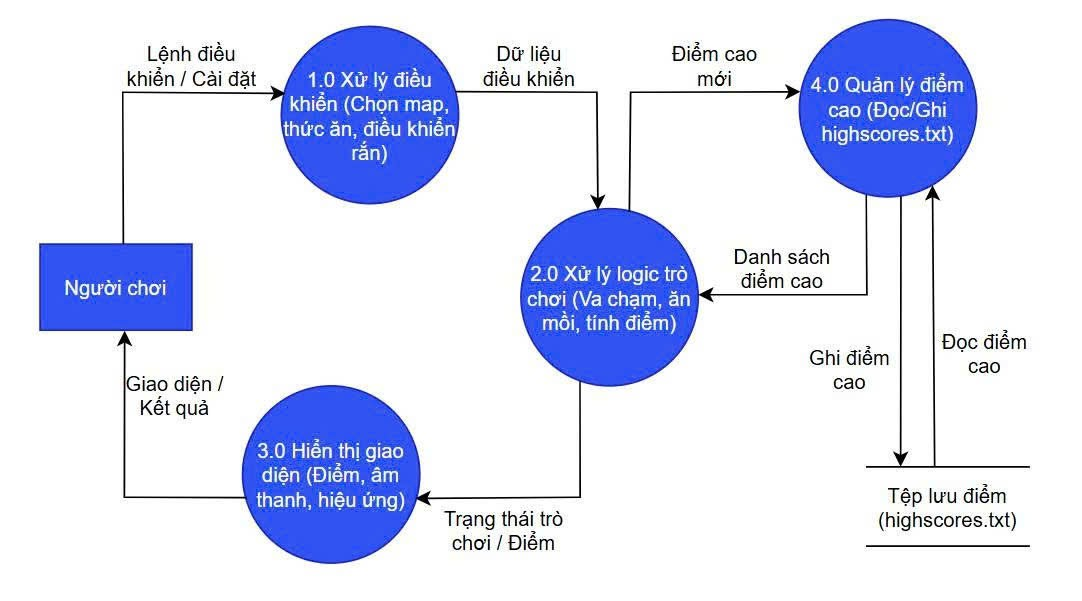 Lệnh điều
khiển / Cài đặt
1.0 Xử lý điều
khiển (Chọn map,
thức ăn, điều khiển
rắn)
Dữ liệu
điều khiển
Điểm cao
mới
4.0 Quản lý điểm
cao (Đọc/Ghi
highscores.txt)
Người chơi
2.0 Xử lý logic trò
chơi (Va chạm, ăn
mồi, tính điểm)
Danh sách
điểm cao
Ghi điểm
cao
Đọc điểm
cao
Giao diện /
Kết quả
3.0 Hiển thị giao
diện (Điểm, âm
thanh, hiệu ứng)
Trạng thái trò
chơi / Điểm
Tệp lưu điểm
(highscores.txt)